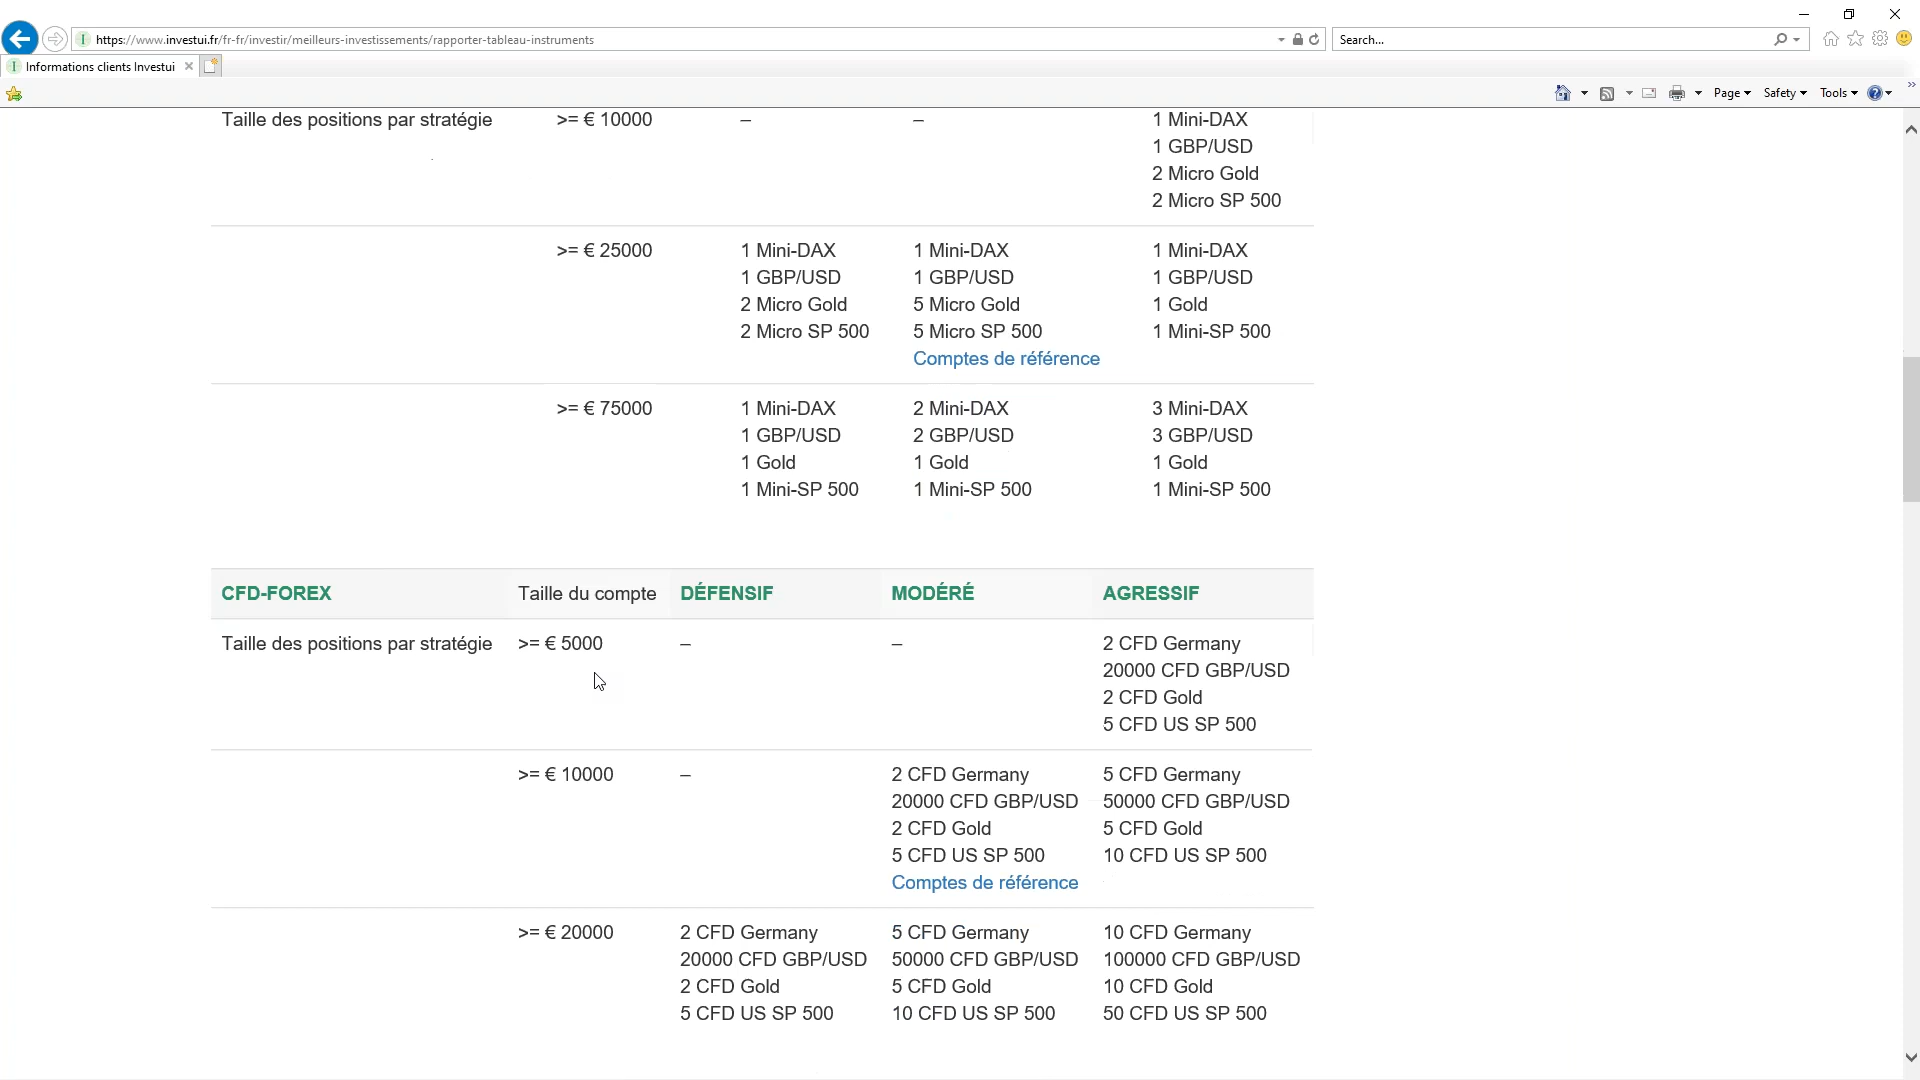 https://www.investui.fr/fr-fr/investir/meilleurs-investissements/rapporter-tableau-instruments
Search...
Informations clients Investui
Page
Safety
Tools
Taille des positions par stratégie >= € 10000 – – 1 Mini-DAX
1 GBP/USD
2 Micro Gold
2 Micro SP 500
>= € 25000 1 Mini-DAX 1 Mini-DAX 1 Mini-DAX
1 GBP/USD 1 GBP/USD 1 GBP/USD
2 Micro Gold 5 Micro Gold 1 Gold
2 Micro SP 500 5 Micro SP 500 1 Mini-SP 500
Comptes de référence
>= € 75000 1 Mini-DAX 2 Mini-DAX 3 Mini-DAX
1 GBP/USD 2 GBP/USD 3 GBP/USD
1 Gold 1 Gold 1 Gold
1 Mini-SP 500 1 Mini-SP 500 1 Mini-SP 500
CFD-FOREX Taille du compte DÉFENSIF MODÉRÉ AGRESSIF
Taille des positions par stratégie >= € 5000 – – 2 CFD Germany
20000 CFD GBP/USD
2 CFD Gold
5 CFD US SP 500
>= € 10000 – 2 CFD Germany 5 CFD Germany
20000 CFD GBP/USD 50000 CFD GBP/USD
2 CFD Gold 5 CFD Gold
5 CFD US SP 500 10 CFD US SP 500
Comptes de référence
>= € 20000 2 CFD Germany 5 CFD Germany 10 CFD Germany
20000 CFD GBP/USD 50000 CFD GBP/USD 100000 CFD GBP/USD
2 CFD Gold 5 CFD Gold 10 CFD Gold
5 CFD US SP 500 10 CFD US SP 500 50 CFD US SP 500